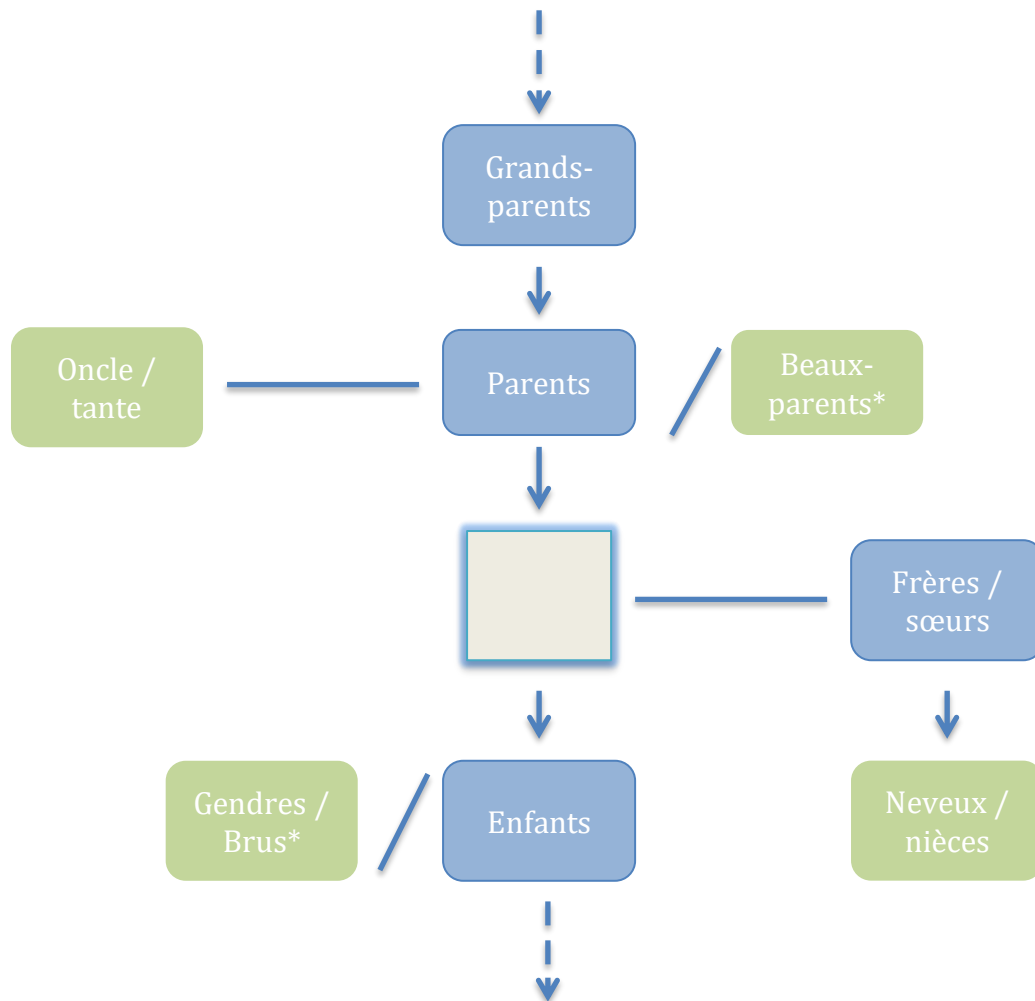 Grands-
parents
Oncle /
tante
Parents
Beaux-
parents*
Frères /
sœurs
Gendres /
Brus*
Enfants
Neveux /
nièces